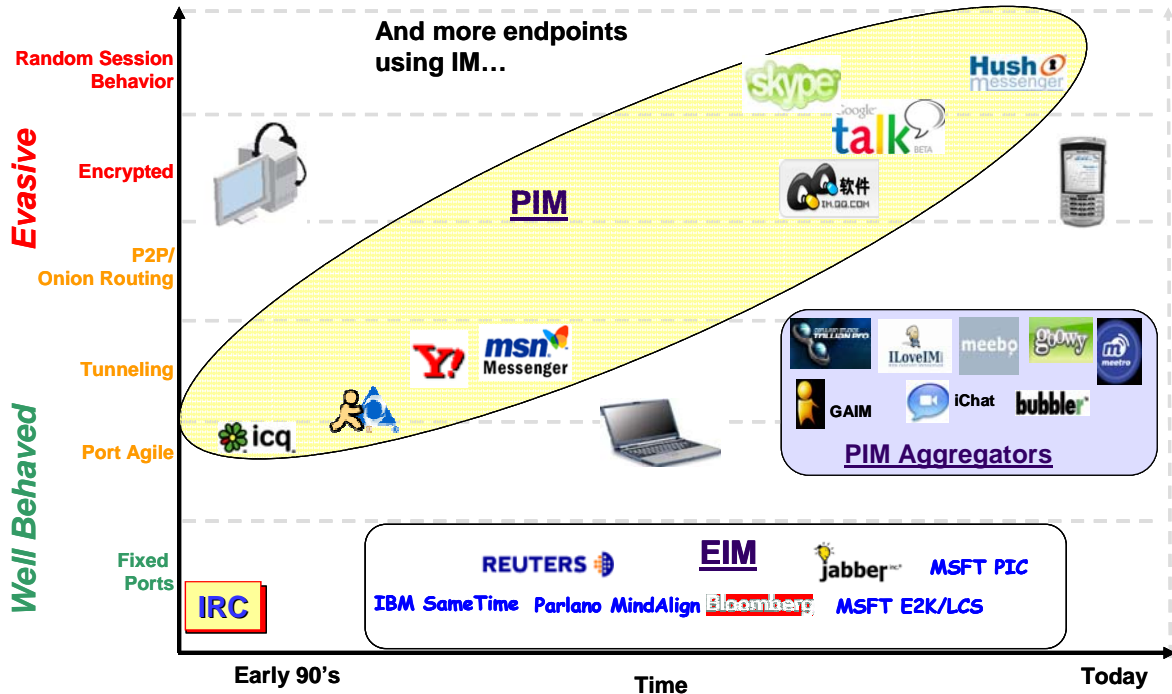 And more endpoints
using IM…
Random Session
Behavior
Evasive
Encrypted
P2P/
Onion Routing
Tunneling
Well Behaved
Port Agile
Fixed
Ports
skype
Hush
messenger
Google
talk
BETA
软件
IM.QQ.COM
PIM
Y!
msn
Messenger
icq
TRILLIAN PRO
ILoveIM
meebo
goowy
m
meetro
GAIM
iChat
bubbler
PIM Aggregators
REUTERS
EIM
jabber inc
MSFT PIC
IRC
IBM SameTime
Parlano MindAlign
Bloomberg
MSFT E2K/LCS
Early 90's
Time
Today